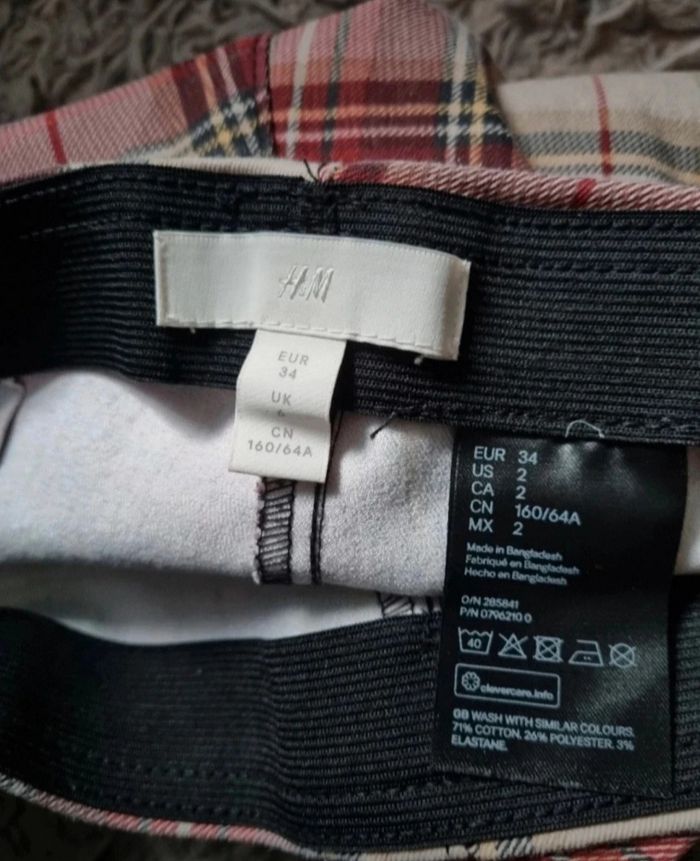 H&M
EUR
34
UK
6
CN
160/64A
EUR 34
US 2
CA 2
CN 160/64A
MX 2
Made in Bangladesh
Fabriqué en Bangladesh
Hecho en Bangladesh
O/N 285841
P/N 0796210 0
40
clevercare.info
GB WASH WITH SIMILAR COLOURS.
71% COTTON. 26% POLYESTER. 3%
ELASTANE.